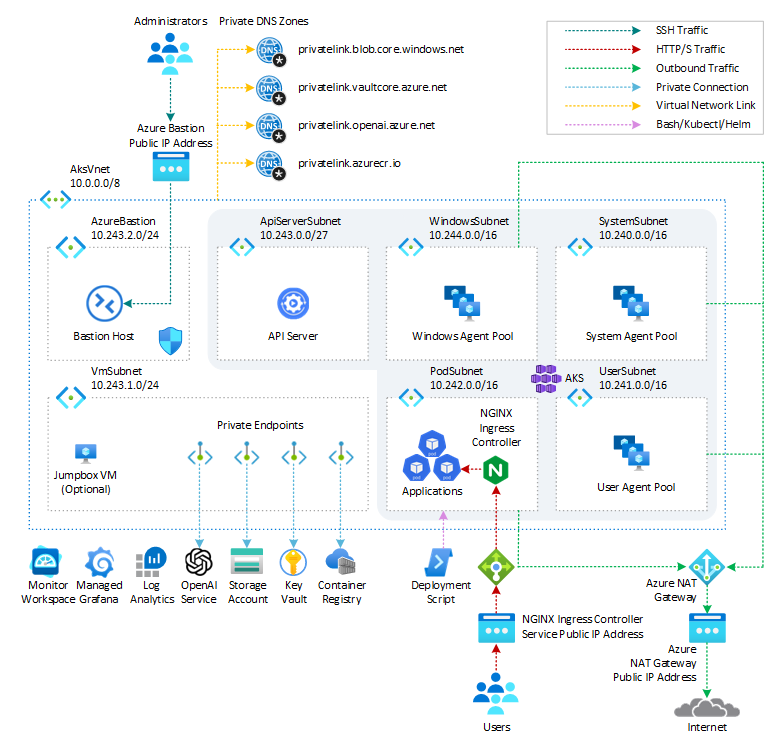 Administrators
Private DNS Zones
DNS
privatelink.blob.core.windows.net
DNS
privatelink.vaultcore.azure.net
DNS
privatelink.openai.azure.net
DNS
privatelink.azurecr.io
SSH Traffic
HTTP/S Traffic
Outbound Traffic
Private Connection
Virtual Network Link
Bash/Kubectl/Helm
Azure Bastion
Public IP Address
AksVnet
10.0.0.0/8
AzureBastion
10.243.2.0/24
Bastion Host
ApiServerSubnet
10.243.0.0/27
API Server
WindowsSubnet
10.244.0.0/16
Windows Agent Pool
SystemSubnet
10.240.0.0/16
System Agent Pool
VmSubnet
10.243.1.0/24
Jumpbox VM
(Optional)
Private Endpoints
PodSubnet
10.242.0.0/16
NGINX
Ingress
Controller
pod
pod
pod
N
Applications
AKS
UserSubnet
10.241.0.0/16
User Agent Pool
Monitor
Workspace
Managed
Grafana
Log
Analytics
OpenAI
Service
Storage
Account
Key
Vault
Container
Registry
Deployment
Script
NGINX Ingress Controller
Service Public IP Address
Users
Azure NAT
Gateway
Azure
NAT Gateway
Public IP Address
Internet